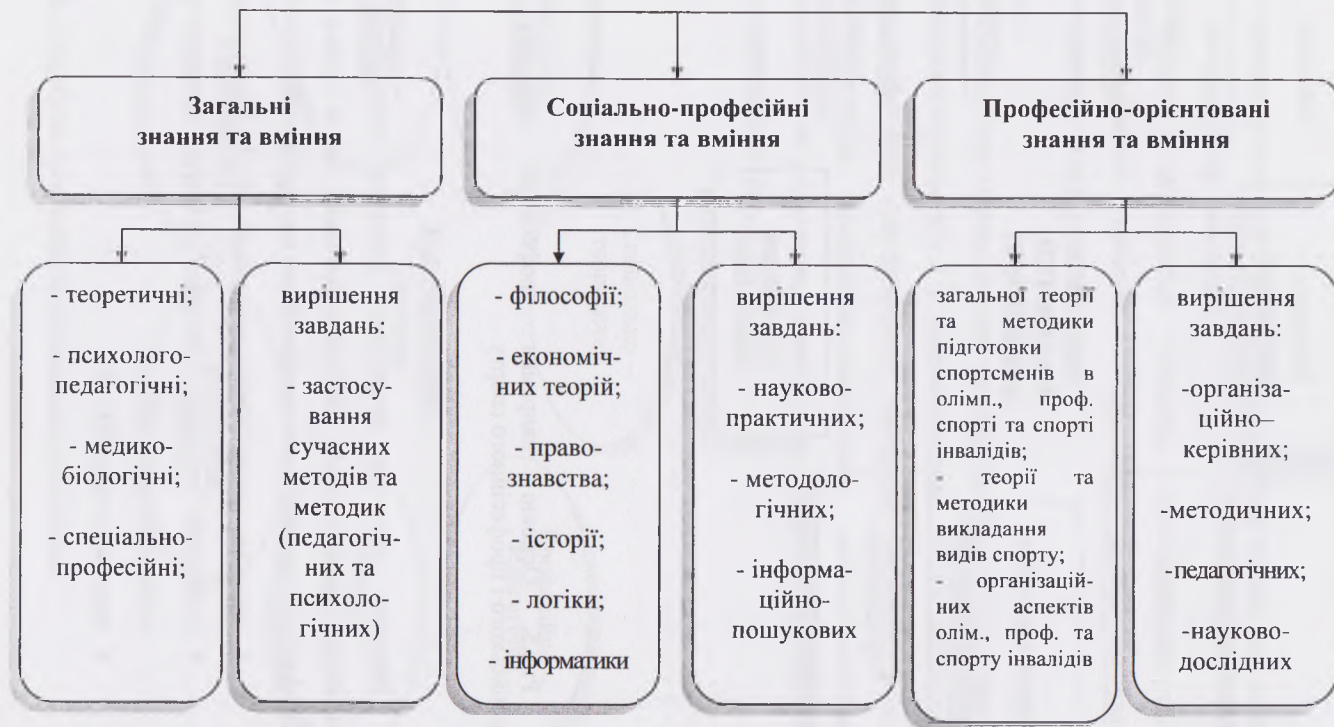 Загальні
знання та вміння
Соціально-професійні
знання та вміння
Професійно-орієнтовані
знання та вміння
- теоретичні;
- психолого-
педагогічні;
- медико-
біологічні;
- спеціально-
професійні;
вирішення
завдань:
- застосу-
вання
сучасних
методів та
методик
(педагогіч-
них та
психоло-
гічних)
- філософії;
- економіч-
них теорій;
- право-
знавства;
- історії;
- логіки;
- інформатики
вирішення
завдань:
- науково-
практичних;
- методоло-
гічних;
- інформа-
ційно-
пошукових
загальної теорії
та методики
підготовки
спортсменів в
олімп., проф.
спорті та спорті
інвалідів;
- теорії та
методики
викладання
видів спорту;
- організацій-
них аспектів
олім., проф. та
спорту інвалідів
вирішення
завдань:
-організа-
ційно–
керівних;
-методичних;
-педагогічних;
-науково-
дослідних